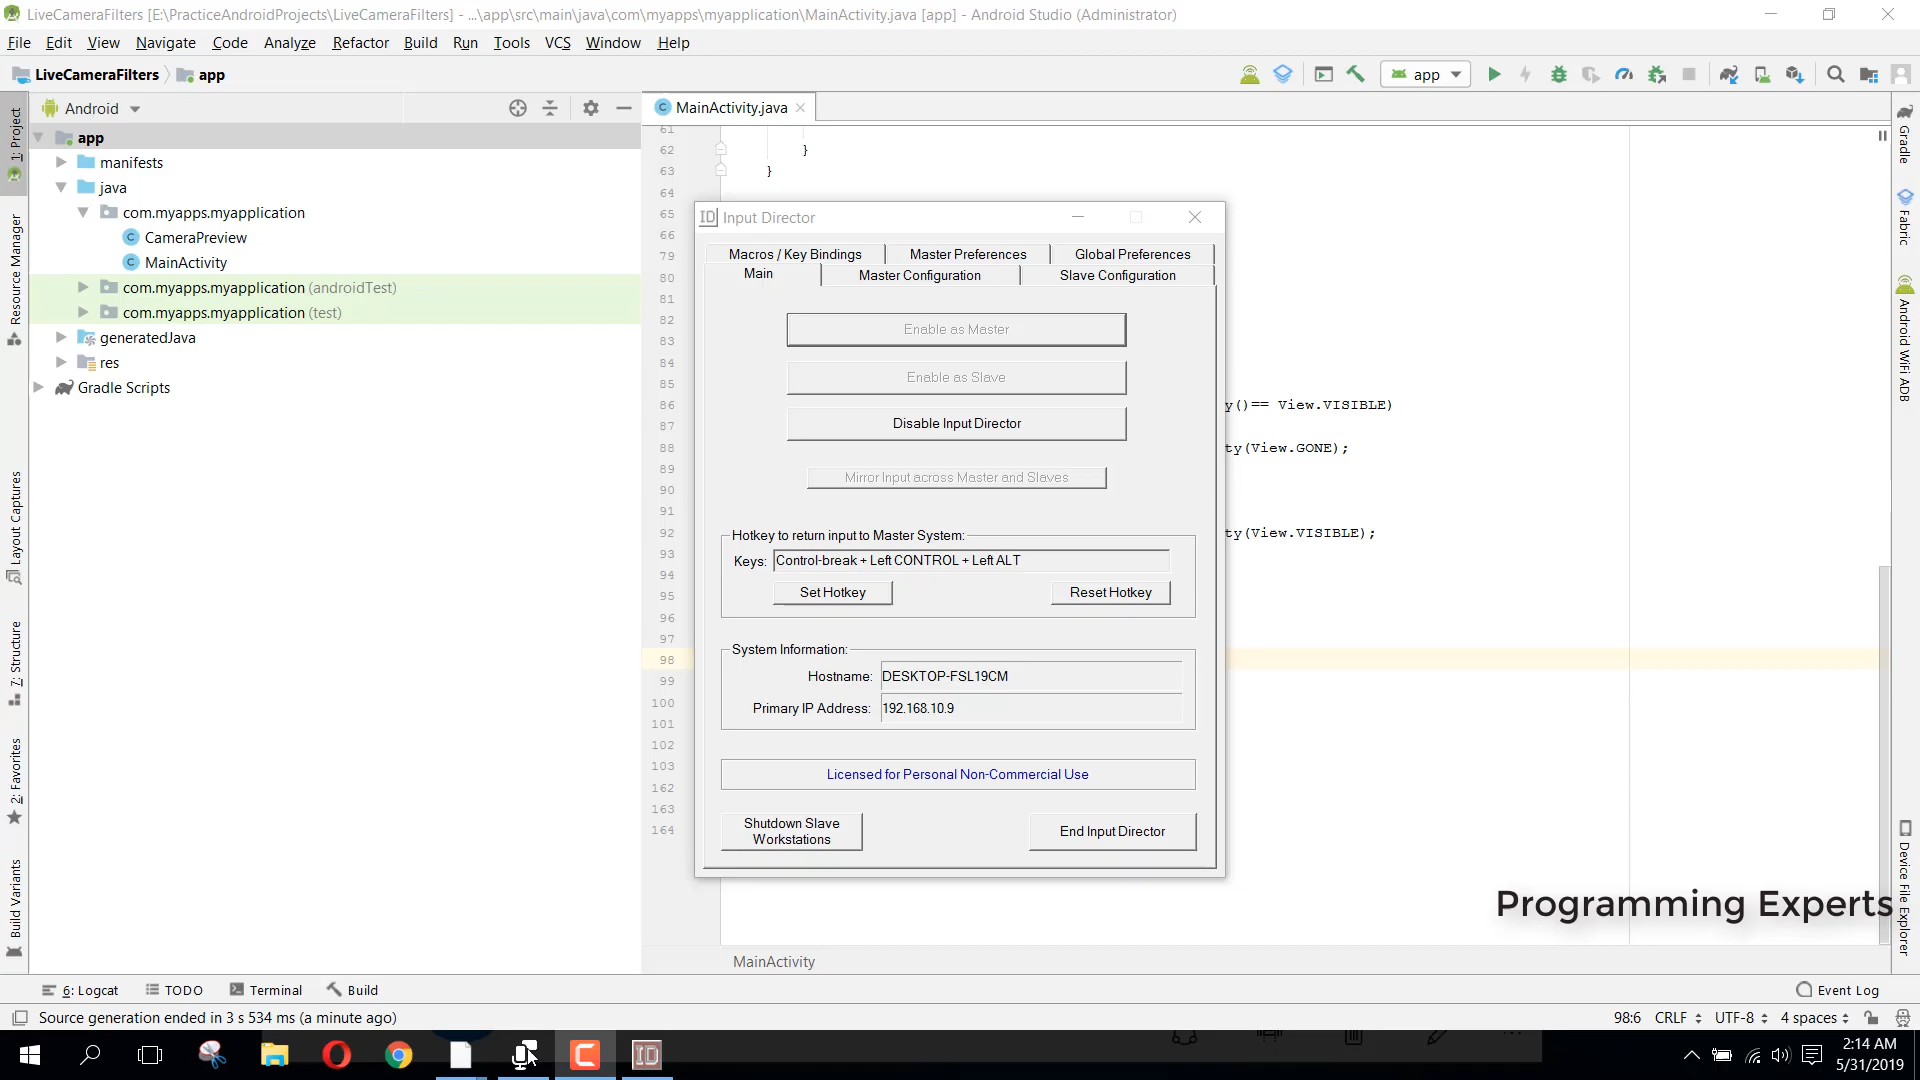 LiveCameraFilters [E:\PracticeAndroidProjects\LiveCameraFilters] - ...\app\src\main\java\com\myapps\myapplication\MainActivity.java [app] - Android Studio (Administrator)
File Edit View Navigate Code Analyze Refactor Build Run Tools VCS Window Help
LiveCameraFilters app
app
Android
MainActivity.java
1: Project
Resource Manager
Layout Captures
7: Structure
2: Favorites
Build Variants
app
manifests
java
com.myapps.myapplication
CameraPreview
MainActivity
com.myapps.myapplication (androidTest)
com.myapps.myapplication (test)
generatedJava
res
Gradle Scripts
61
62 }
63 }
64
65
66
79
80
81
82
83
84
85
86 y()== View.VISIBLE)
87
88 ty(View.GONE);
89
90
91
92 ty(View.VISIBLE);
93
94
95
96
97
98
99
100
101
102
103
162
163
164
ID Input Director
Macros / Key Bindings Master Preferences Global Preferences
Main Master Configuration Slave Configuration
Enable as Master
Enable as Slave
Disable Input Director
Mirror Input across Master and Slaves
Hotkey to return input to Master System:
Keys: Control-break + Left CONTROL + Left ALT
Set Hotkey Reset Hotkey
System Information:
Hostname: DESKTOP-FSL19CM
Primary IP Address: 192.168.10.9
Licensed for Personal Non-Commercial Use
Shutdown Slave
Workstations
End Input Director
Gradle
Fabric
Android WiFi ADB
Device File Explorer
Programming Experts
MainActivity
6: Logcat TODO Terminal Build Event Log
Source generation ended in 3 s 534 ms (a minute ago) 98:6 CRLF UTF-8 4 spaces
ID
2:14 AM
5/31/2019